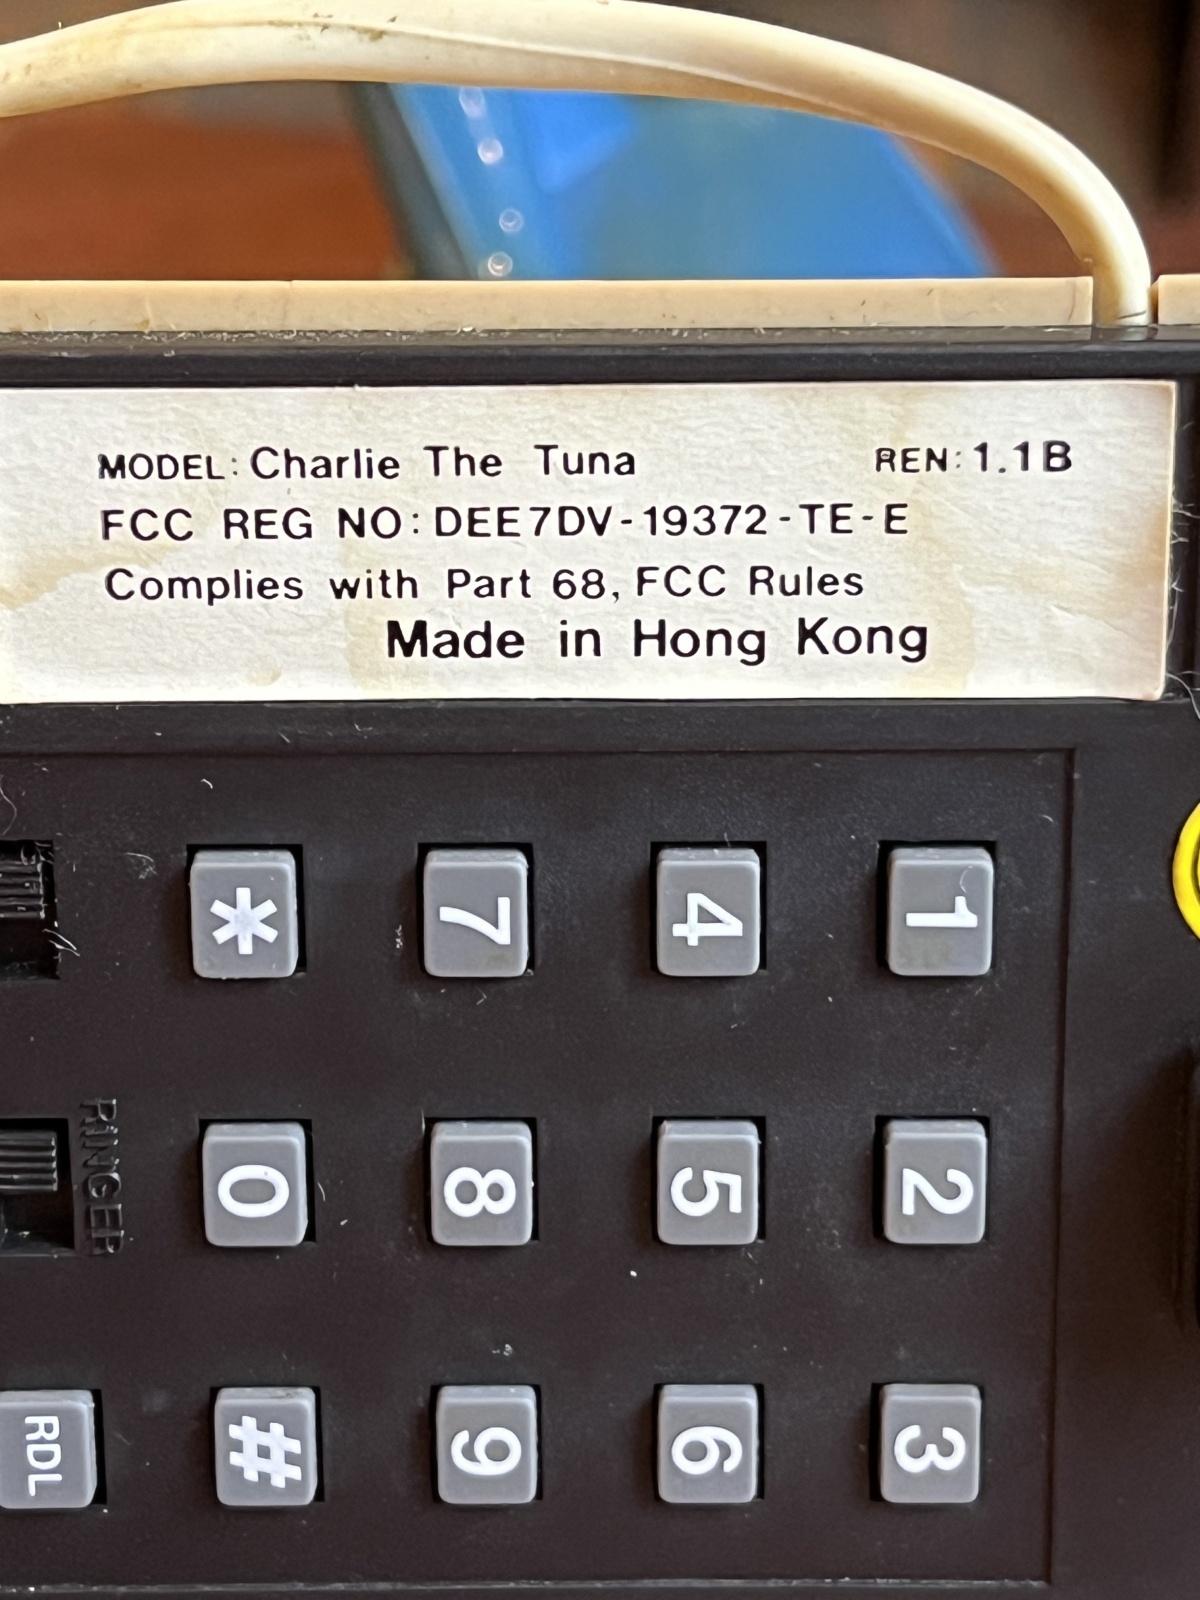 MODEL: Charlie The Tuna REN: 1.1B
FCC REG NO: DEE7DV-19372-TE-E
Complies with Part 68, FCC Rules
Made in Hong Kong
* 7 4 1
0 8 5 2
RINGER
RDL # 9 6 3